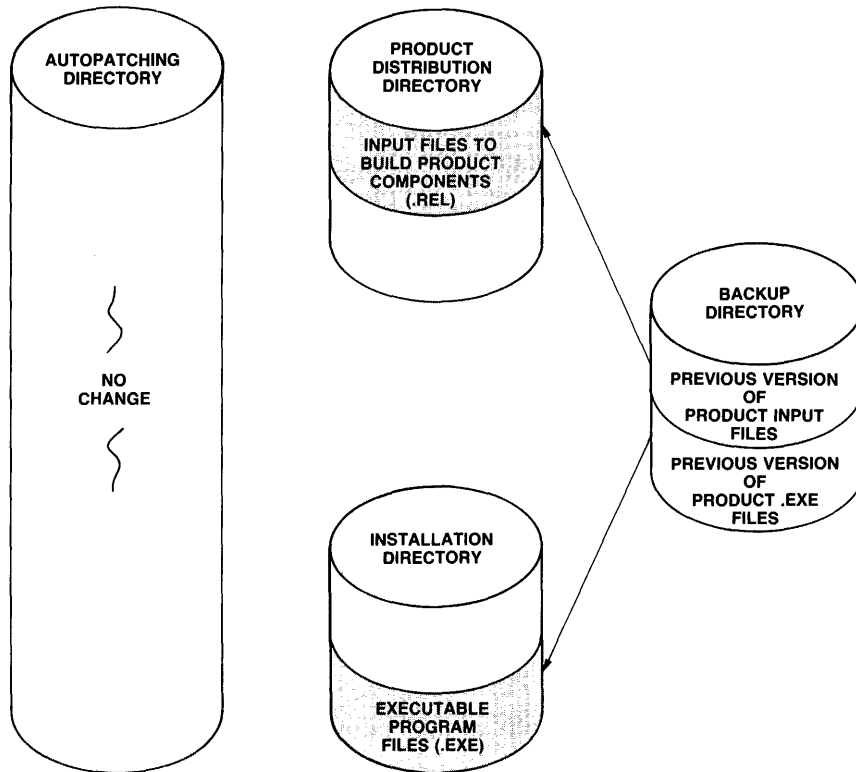 AUTOPATCHING
DIRECTORY
NO
CHANGE
PRODUCT
DISTRIBUTION
DIRECTORY
INPUT FILES TO
BUILD PRODUCT
COMPONENTS
(.REL)
BACKUP
DIRECTORY
PREVIOUS VERSION
OF
PRODUCT INPUT
FILES
PREVIOUS VERSION
OF
PRODUCT .EXE
FILES
INSTALLATION
DIRECTORY
EXECUTABLE
PROGRAM
FILES (.EXE)